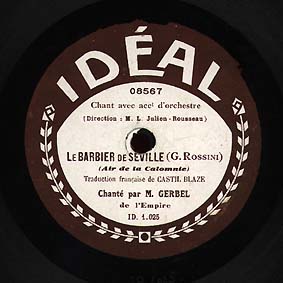 IDÉAL
08567
Chant avec acct d'orchestre
(Direction : M. L. Julien-Rousseau)
LE BARBIER DE SÉVILLE (G. ROSSINI)
(Air de la Calomnie)
Traduction française de CASTIL BLAZE
Chanté par M. GERBEL
de l'Empire
ID. 1.025